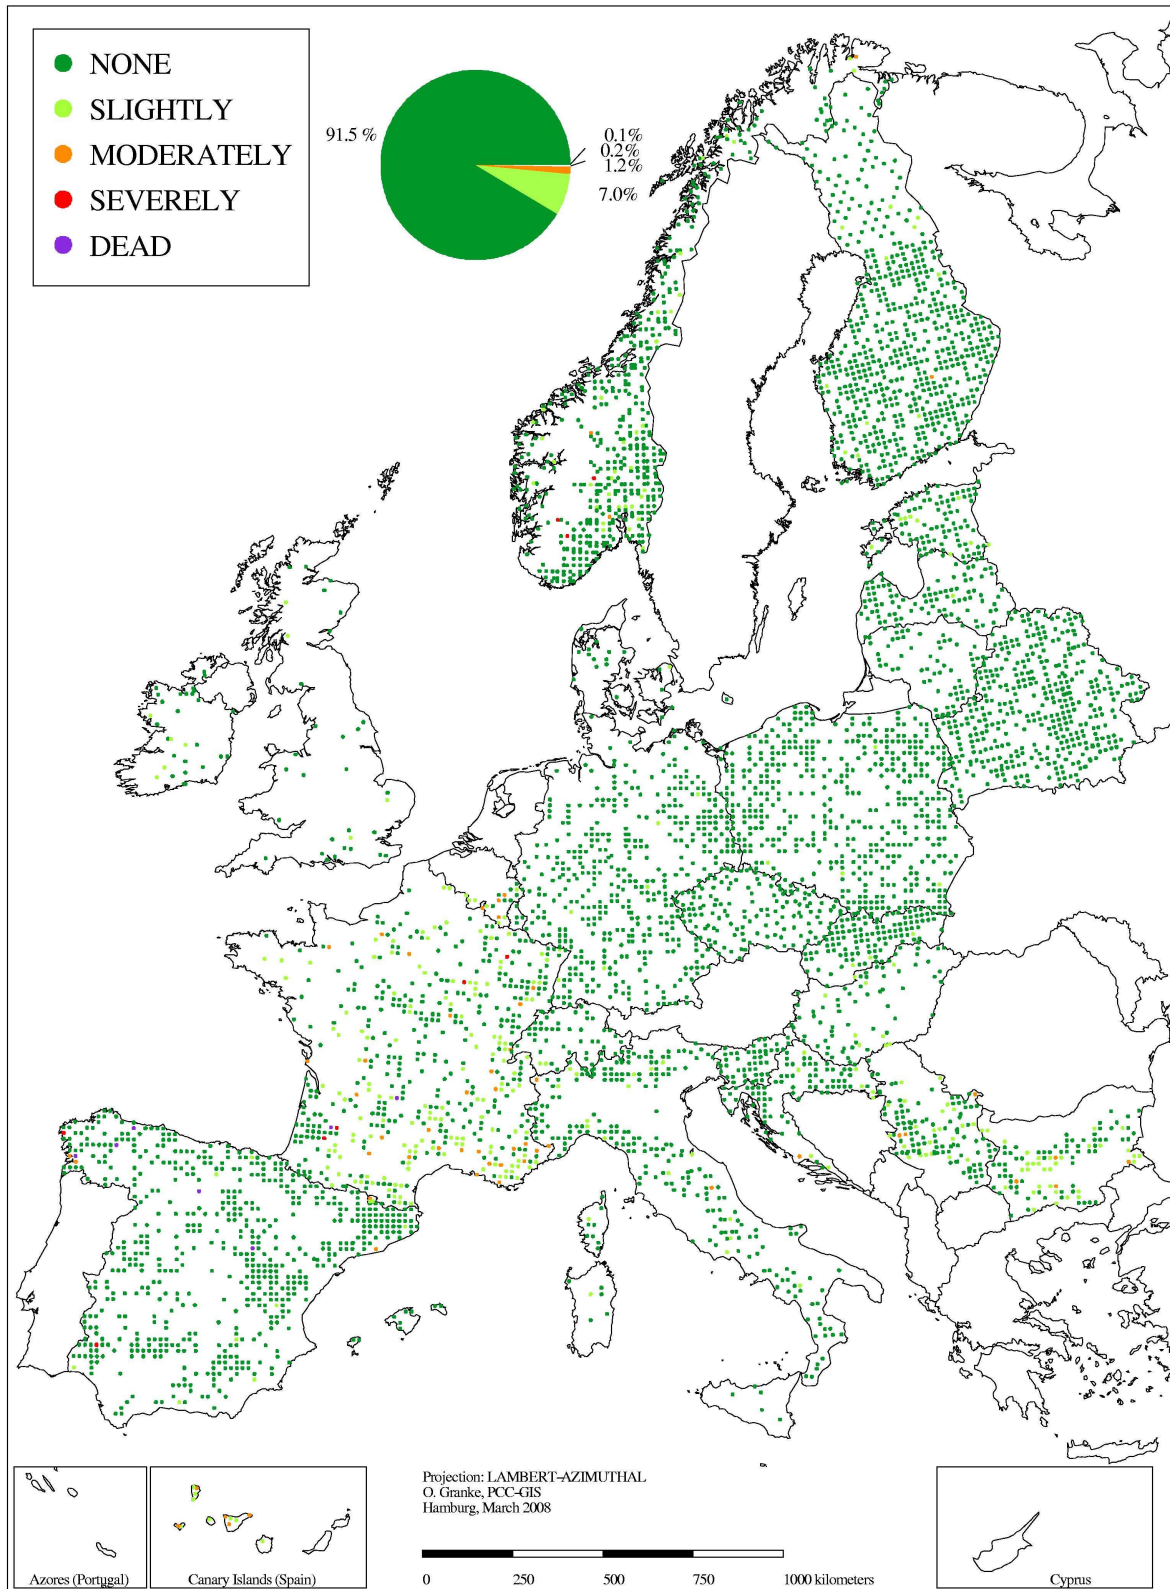 NONE
SLIGHTLY
MODERATELY
SEVERELY
DEAD
91.5 %
0.1%
0.2%
1.2%
7.0%
Projection: LAMBERT-AZIMUTHAL
O. Granke, PCC-GIS
Hamburg, March 2008
Azores (Portugal)
Canary Islands (Spain)
0 250 500 750 1000 kilometers
Cyprus